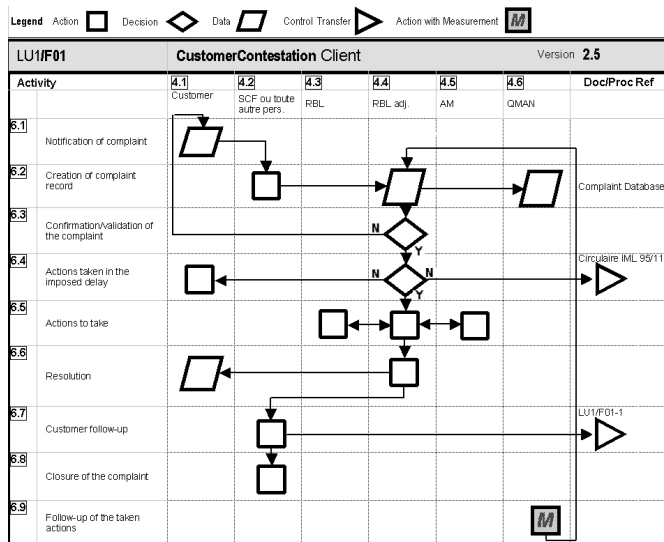 Legend Action Decision Data Control Transfer Action with Measurement M
LU1/F01 CustomerContestation Client Version 2.5
Activity 4.1 4.2 4.3 4.4 4.5 4.6 Doc/Proc Ref
Customer SCF ou toute RBL RBL adj. AM QMAN
autre pers.
6.1
Notification of complaint
6.2
Creation of complaint
record
Complaint Database
6.3
Confirmation/validation of
the complaint
N
Y
6.4
Circulaire IML 95/11
Actions taken in the
imposed delay
N N
Y
6.5
Actions to take
6.6
Resolution
6.7
LU1/F01-1
Customer follow-up
6.8
Closure of the complaint
6.9
Follow-up of the taken
actions
M